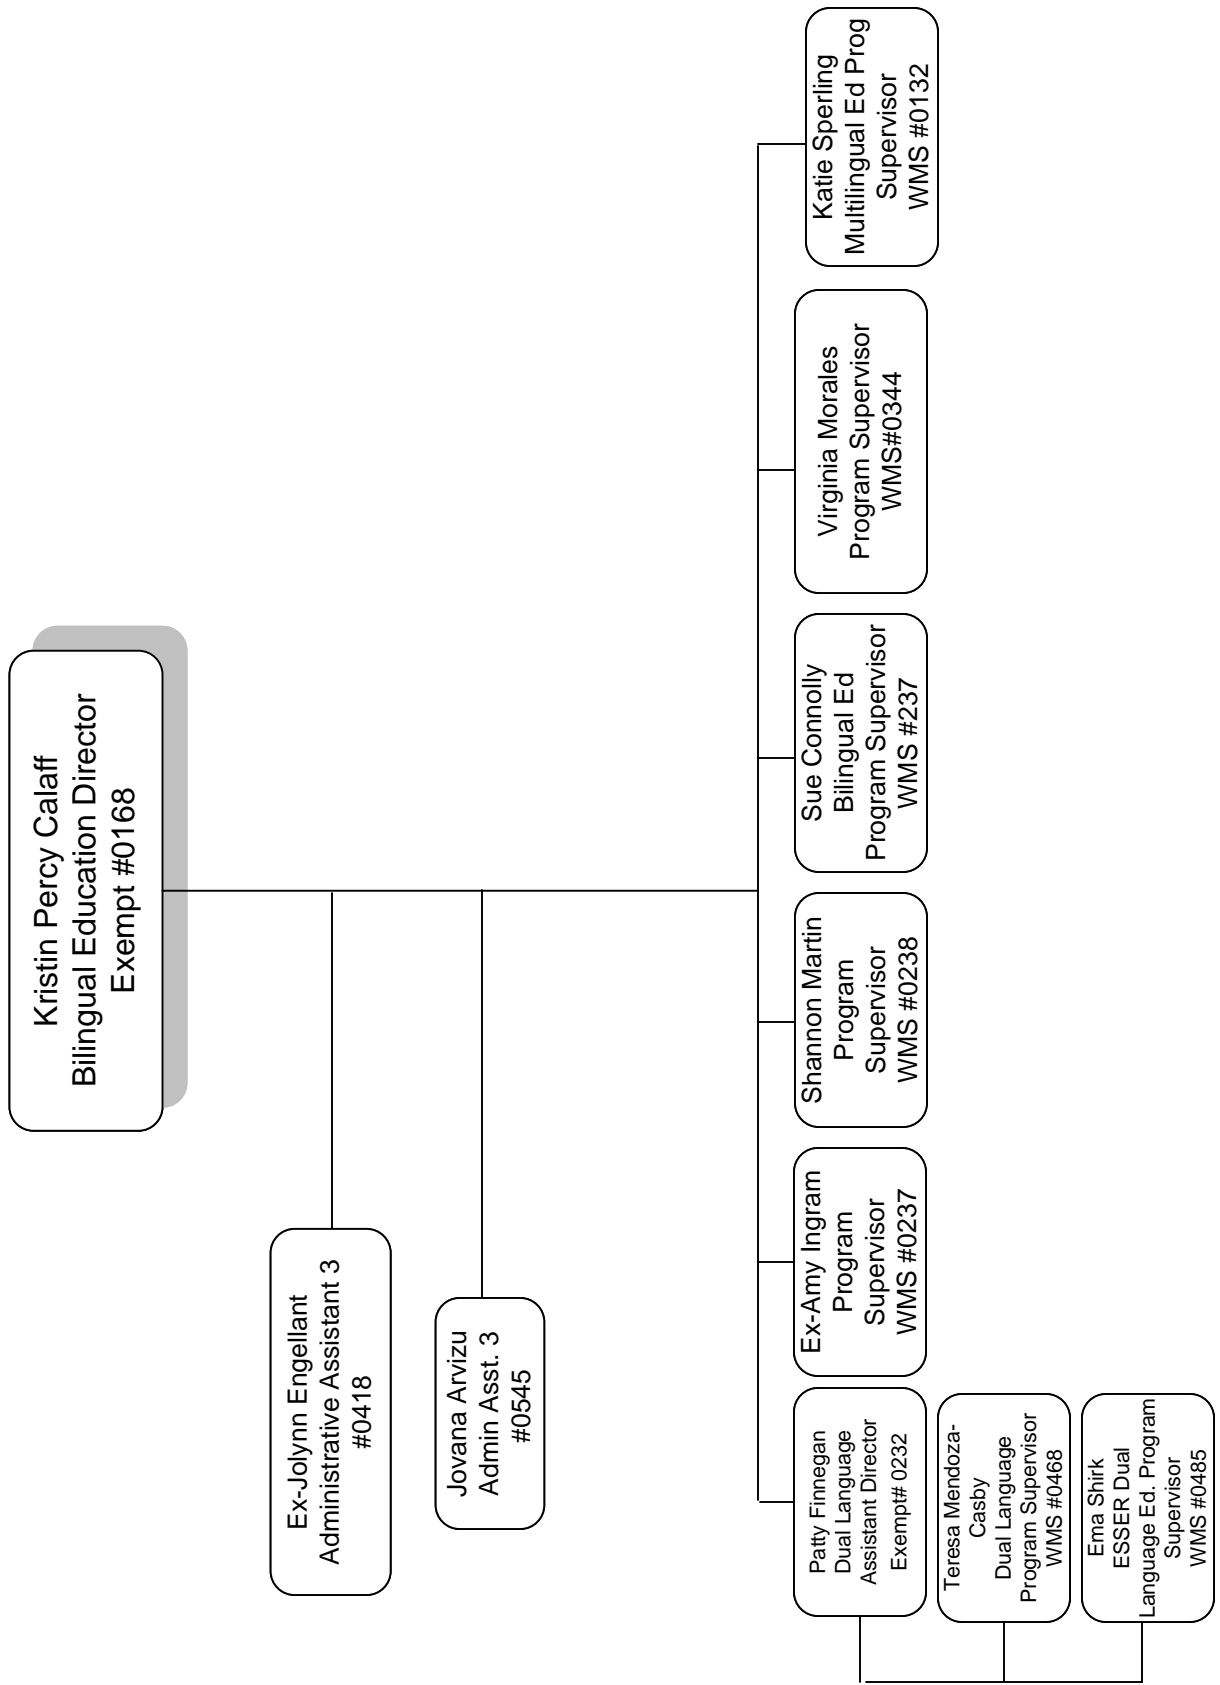 Kristin Percy Calaff
Bilingual Education Director
Exempt #0168
Ex-Jolynn Engellant
Administrative Assistant 3
#0418
Jovana Arvizu
Admin Asst. 3
#0545
Patty Finnegan
Dual Language
Assistant Director
Exempt# 0232
Teresa Mendoza-
Casby
Dual Language
Program Supervisor
WMS #0468
Ema Shirk
ESSER Dual
Language Ed. Program
Supervisor
WMS #0485
Ex-Amy Ingram
Program
Supervisor
WMS #0237
Shannon Martin
Program
Supervisor
WMS #0238
Sue Connolly
Bilingual Ed
Program Supervisor
WMS #237
Virginia Morales
Program Supervisor
WMS#0344
Katie Sperling
Multilingual Ed Prog
Supervisor
WMS #0132